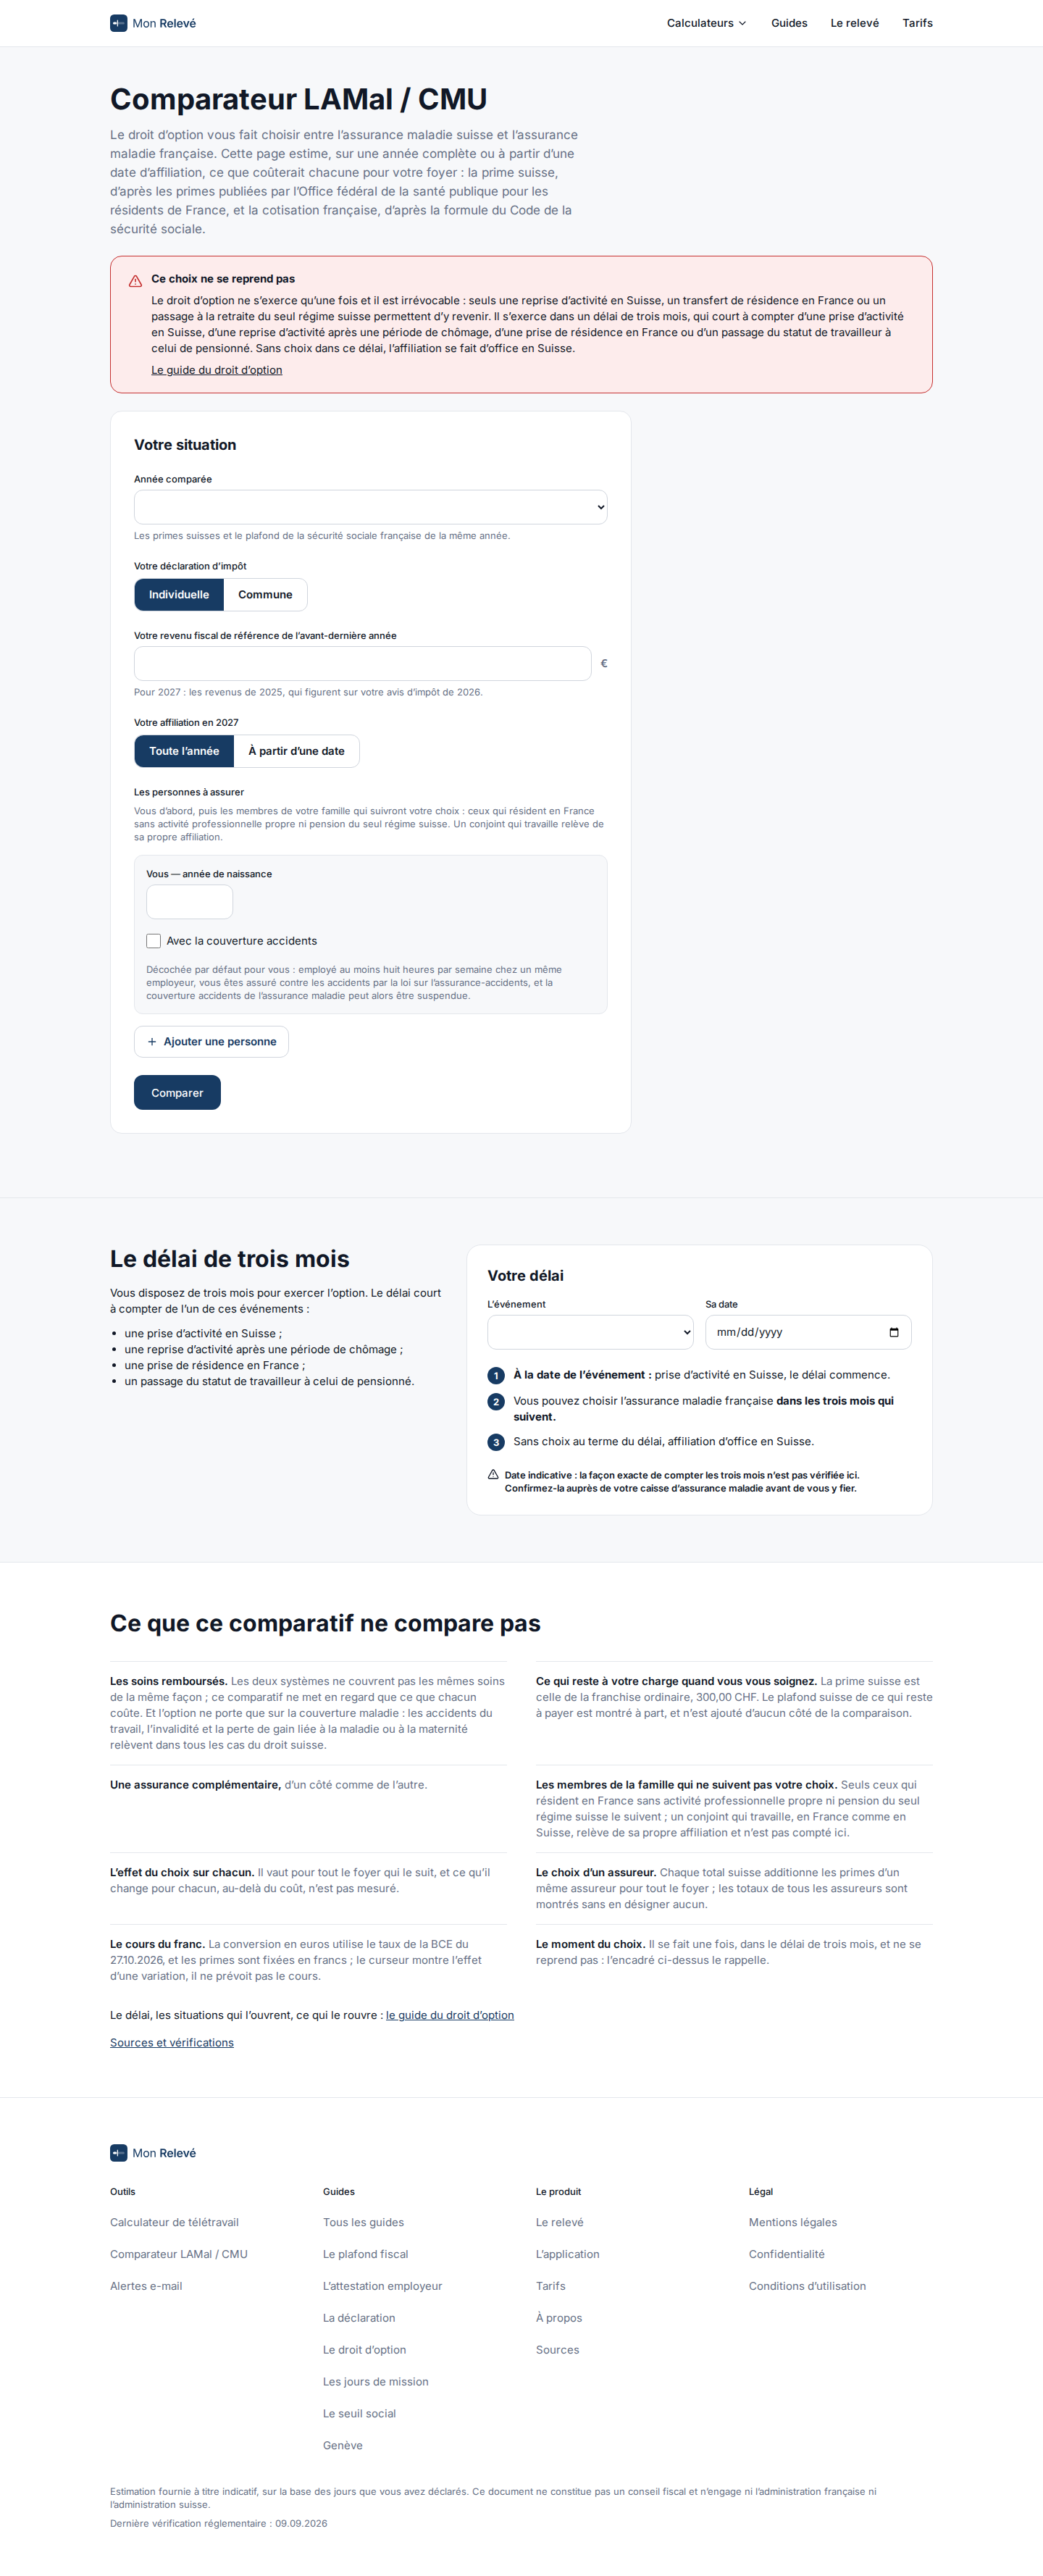 Mon Relevé
Calculateurs
Guides
Le relevé
Tarifs
Comparateur LAMal / CMU
Le droit d’option vous fait choisir entre l’assurance maladie suisse et l’assurance
maladie française. Cette page estime, sur une année complète ou à partir d’une
date d’affiliation, ce que coûterait chacune pour votre foyer : la prime suisse,
d’après les primes publiées par l’Office fédéral de la santé publique pour les
résidents de France, et la cotisation française, d’après la formule du Code de la
sécurité sociale.
Ce choix ne se reprend pas
Le droit d’option ne s’exerce qu’une fois et il est irrévocable : seuls une reprise d’activité en Suisse, un transfert de résidence en France ou un
passage à la retraite du seul régime suisse permettent d’y revenir. Il s’exerce dans un délai de trois mois, qui court à compter d’une prise d’activité
en Suisse, d’une reprise d’activité après une période de chômage, d’une prise de résidence en France ou d’un passage du statut de travailleur à
celui de pensionné. Sans choix dans ce délai, l’affiliation se fait d’office en Suisse.
Le guide du droit d’option
Votre situation
Année comparée
Les primes suisses et le plafond de la sécurité sociale française de la même année.
Votre déclaration d’impôt
Individuelle
Commune
Votre revenu fiscal de référence de l’avant-dernière année
€
Pour 2027 : les revenus de 2025, qui figurent sur votre avis d’impôt de 2026.
Votre affiliation en 2027
Toute l’année
À partir d’une date
Les personnes à assurer
Vous d’abord, puis les membres de votre famille qui suivront votre choix : ceux qui résident en France
sans activité professionnelle propre ni pension du seul régime suisse. Un conjoint qui travaille relève de
sa propre affiliation.
Vous — année de naissance
Avec la couverture accidents
Décochée par défaut pour vous : employé au moins huit heures par semaine chez un même
employeur, vous êtes assuré contre les accidents par la loi sur l’assurance-accidents, et la
couverture accidents de l’assurance maladie peut alors être suspendue.
Ajouter une personne
Comparer
Le délai de trois mois
Vous disposez de trois mois pour exercer l’option. Le délai court
à compter de l’un de ces événements :
• une prise d’activité en Suisse ;
• une reprise d’activité après une période de chômage ;
• une prise de résidence en France ;
• un passage du statut de travailleur à celui de pensionné.
Votre délai
L’événement
Sa date
mm/dd/yyyy
1 À la date de l’événement : prise d’activité en Suisse, le délai commence.
2 Vous pouvez choisir l’assurance maladie française dans les trois mois qui
suivent.
3 Sans choix au terme du délai, affiliation d’office en Suisse.
Date indicative : la façon exacte de compter les trois mois n’est pas vérifiée ici.
Confirmez-la auprès de votre caisse d’assurance maladie avant de vous y fier.
Ce que ce comparatif ne compare pas
Les soins remboursés. Les deux systèmes ne couvrent pas les mêmes soins
de la même façon ; ce comparatif ne met en regard que ce que chacun
coûte. Et l’option ne porte que sur la couverture maladie : les accidents du
travail, l’invalidité et la perte de gain liée à la maladie ou à la maternité
relèvent dans tous les cas du droit suisse.
Ce qui reste à votre charge quand vous vous soignez. La prime suisse est
celle de la franchise ordinaire, 300,00 CHF. Le plafond suisse de ce qui reste
à payer est montré à part, et n’est ajouté d’aucun côté de la comparaison.
Une assurance complémentaire, d’un côté comme de l’autre.
Les membres de la famille qui ne suivent pas votre choix. Seuls ceux qui
résident en France sans activité professionnelle propre ni pension du seul
régime suisse le suivent ; un conjoint qui travaille, en France comme en
Suisse, relève de sa propre affiliation et n’est pas compté ici.
L’effet du choix sur chacun. Il vaut pour tout le foyer qui le suit, et ce qu’il
change pour chacun, au-delà du coût, n’est pas mesuré.
Le choix d’un assureur. Chaque total suisse additionne les primes d’un
même assureur pour tout le foyer ; les totaux de tous les assureurs sont
montrés sans en désigner aucun.
Le cours du franc. La conversion en euros utilise le taux de la BCE du
27.10.2026, et les primes sont fixées en francs ; le curseur montre l’effet
d’une variation, il ne prévoit pas le cours.
Le moment du choix. Il se fait une fois, dans le délai de trois mois, et ne se
reprend pas : l’encadré ci-dessus le rappelle.
Le délai, les situations qui l’ouvrent, ce qui le rouvre : le guide du droit d’option
Sources et vérifications
Mon Relevé
Outils
Calculateur de télétravail
Comparateur LAMal / CMU
Alertes e-mail
Guides
Tous les guides
Le plafond fiscal
L’attestation employeur
La déclaration
Le droit d’option
Les jours de mission
Le seuil social
Genève
Le produit
Le relevé
L’application
Tarifs
À propos
Sources
Légal
Mentions légales
Confidentialité
Conditions d’utilisation
Estimation fournie à titre indicatif, sur la base des jours que vous avez déclarés. Ce document ne constitue pas un conseil fiscal et n’engage ni l’administration française ni
l’administration suisse.
Dernière vérification réglementaire : 09.09.2026